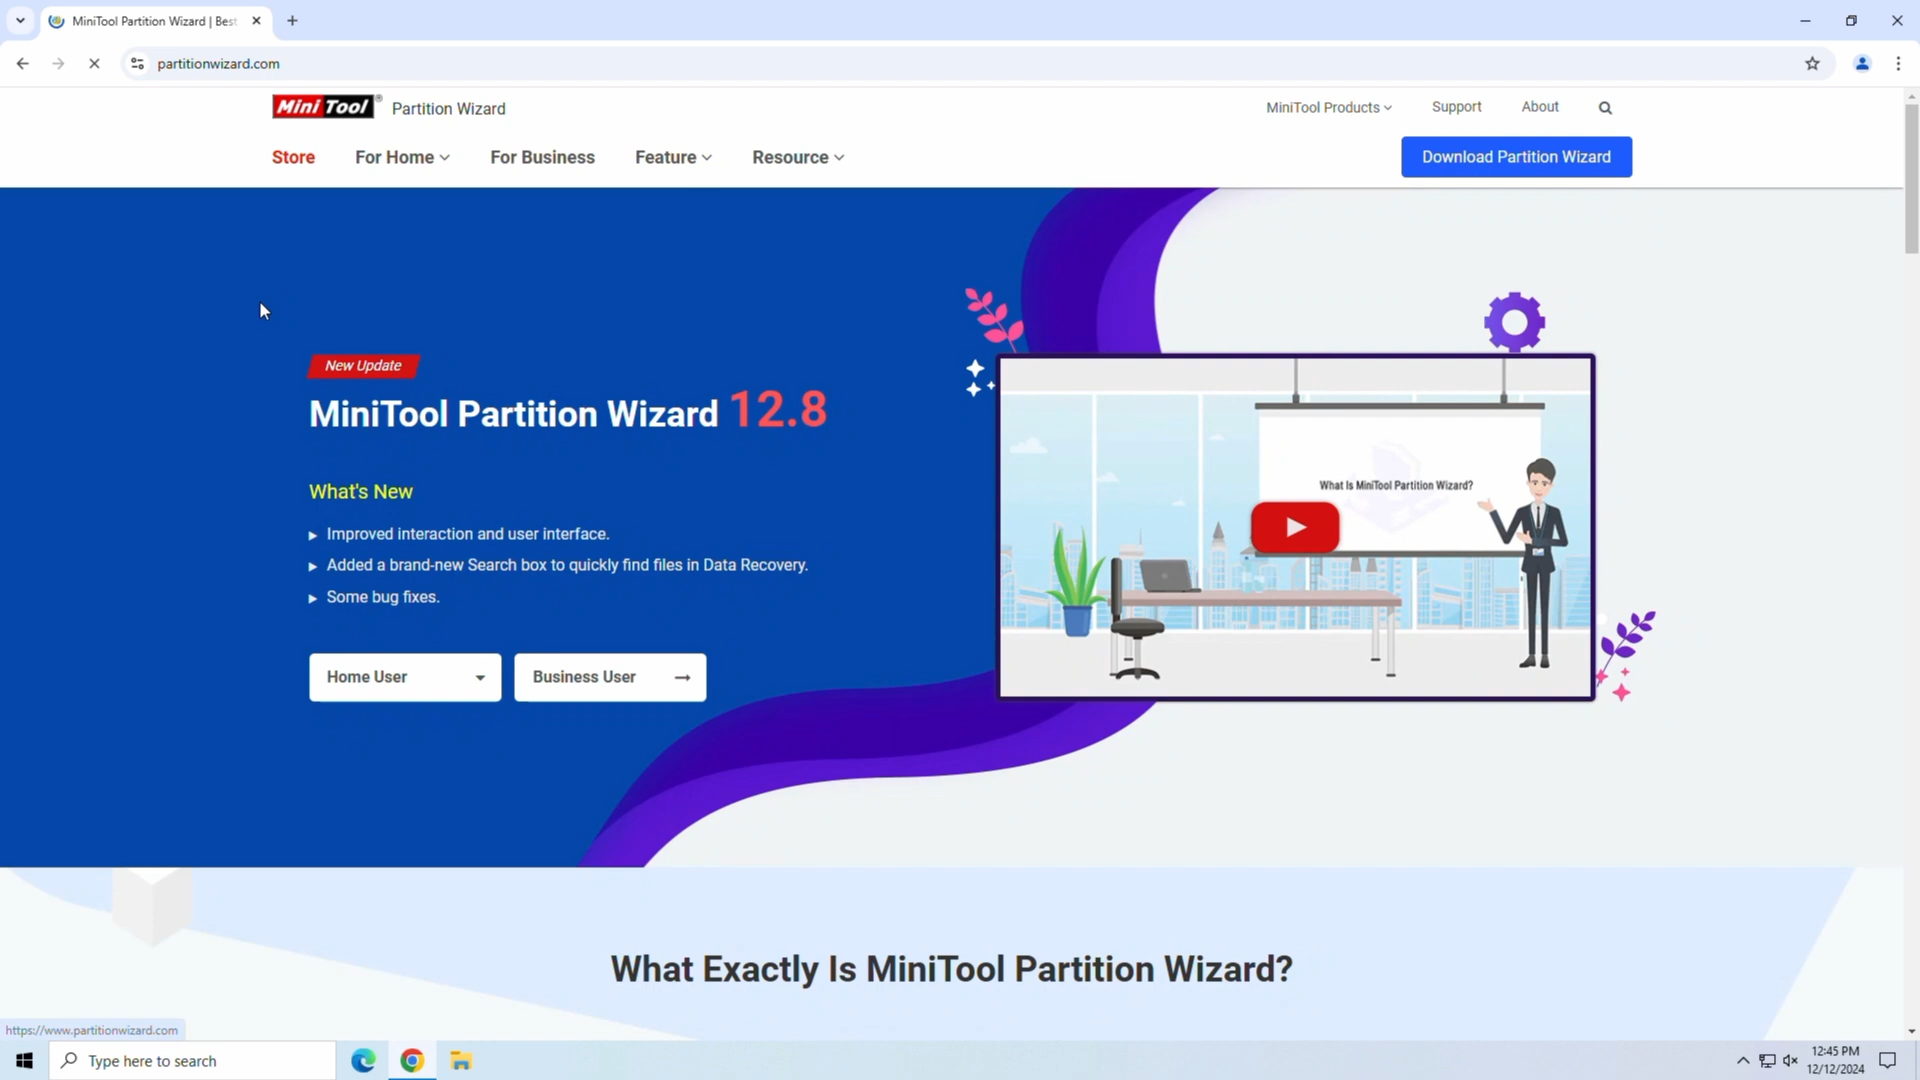 MiniTool Partition Wizard | Best
partitionwizard.com
Mini Tool® Partition Wizard
MiniTool Products Support About
Store For Home For Business Feature Resource
Download Partition Wizard
New Update
MiniTool Partition Wizard 12.8
What's New
Improved interaction and user interface.
Added a brand-new Search box to quickly find files in Data Recovery.
Some bug fixes.
Home User
Business User
What Is MiniTool Partition Wizard?
What Exactly Is MiniTool Partition Wizard?
https://www.partitionwizard.com
Type here to search
12:45 PM
12/12/2024